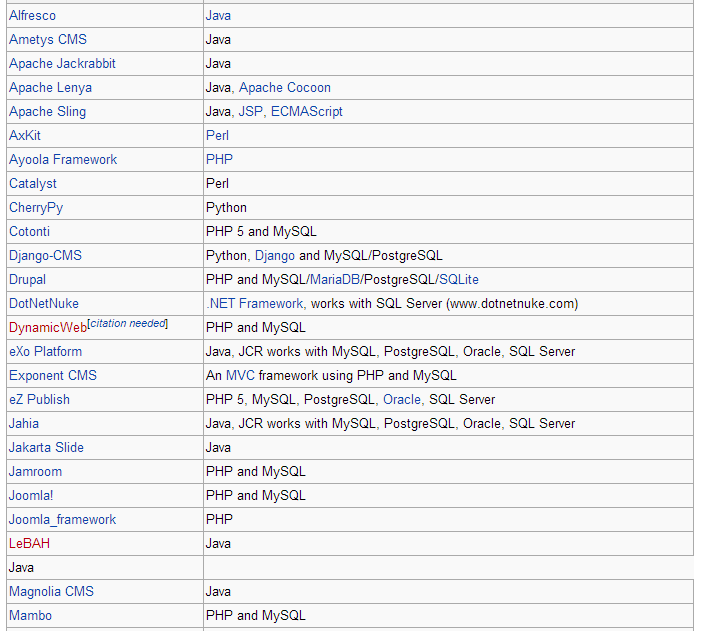 Alfresco Java
Ametys CMS Java
Apache Jackrabbit Java
Apache Lenya Java, Apache Cocoon
Apache Sling Java, JSP, ECMAScript
AxKit Perl
Ayoola Framework PHP
Catalyst Perl
CherryPy Python
Cotonti PHP 5 and MySQL
Django-CMS Python, Django and MySQL/PostgreSQL
Drupal PHP and MySQL/MariaDB/PostgreSQL/SQLite
DotNetNuke .NET Framework, works with SQL Server (www.dotnetnuke.com)
DynamicWeb[citation needed] PHP and MySQL
eXo Platform Java, JCR works with MySQL, PostgreSQL, Oracle, SQL Server
Exponent CMS An MVC framework using PHP and MySQL
eZ Publish PHP 5, MySQL, PostgreSQL, Oracle, SQL Server
Jahia Java, JCR works with MySQL, PostgreSQL, Oracle, SQL Server
Jakarta Slide Java
Jamroom PHP and MySQL
Joomla! PHP and MySQL
Joomla_framework PHP
LeBAH Java
Java
Magnolia CMS Java
Mambo PHP and MySQL